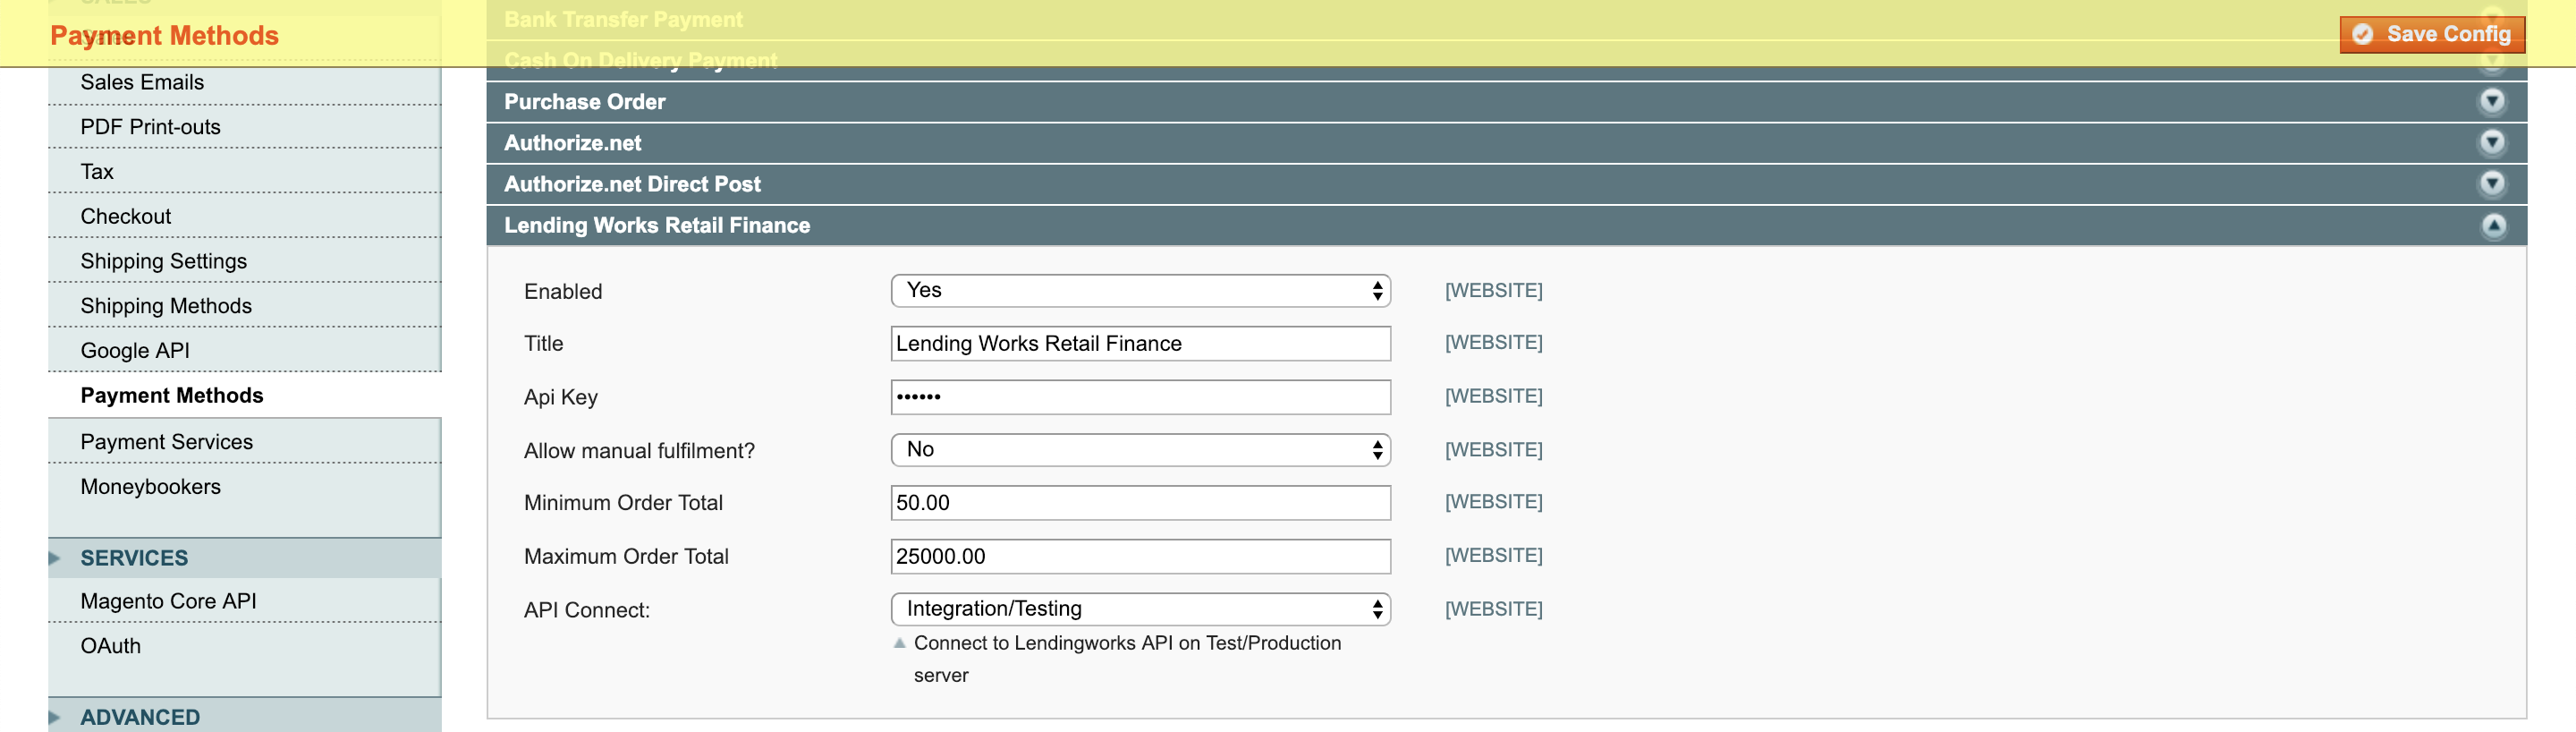 SALES
Payment Methods
Save Config
Sales Emails
PDF Print-outs
Tax
Checkout
Shipping Settings
Shipping Methods
Google API
Payment Methods
Payment Services
Moneybookers
SERVICES
Magento Core API
OAuth
ADVANCED
Bank Transfer Payment
Cash On Delivery Payment
Purchase Order
Authorize.net
Authorize.net Direct Post
Lending Works Retail Finance
Enabled Yes [WEBSITE]
Title Lending Works Retail Finance [WEBSITE]
Api Key •••••• [WEBSITE]
Allow manual fulfilment? No [WEBSITE]
Minimum Order Total 50.00 [WEBSITE]
Maximum Order Total 25000.00 [WEBSITE]
API Connect: Integration/Testing [WEBSITE]
Connect to Lendingworks API on Test/Production
server